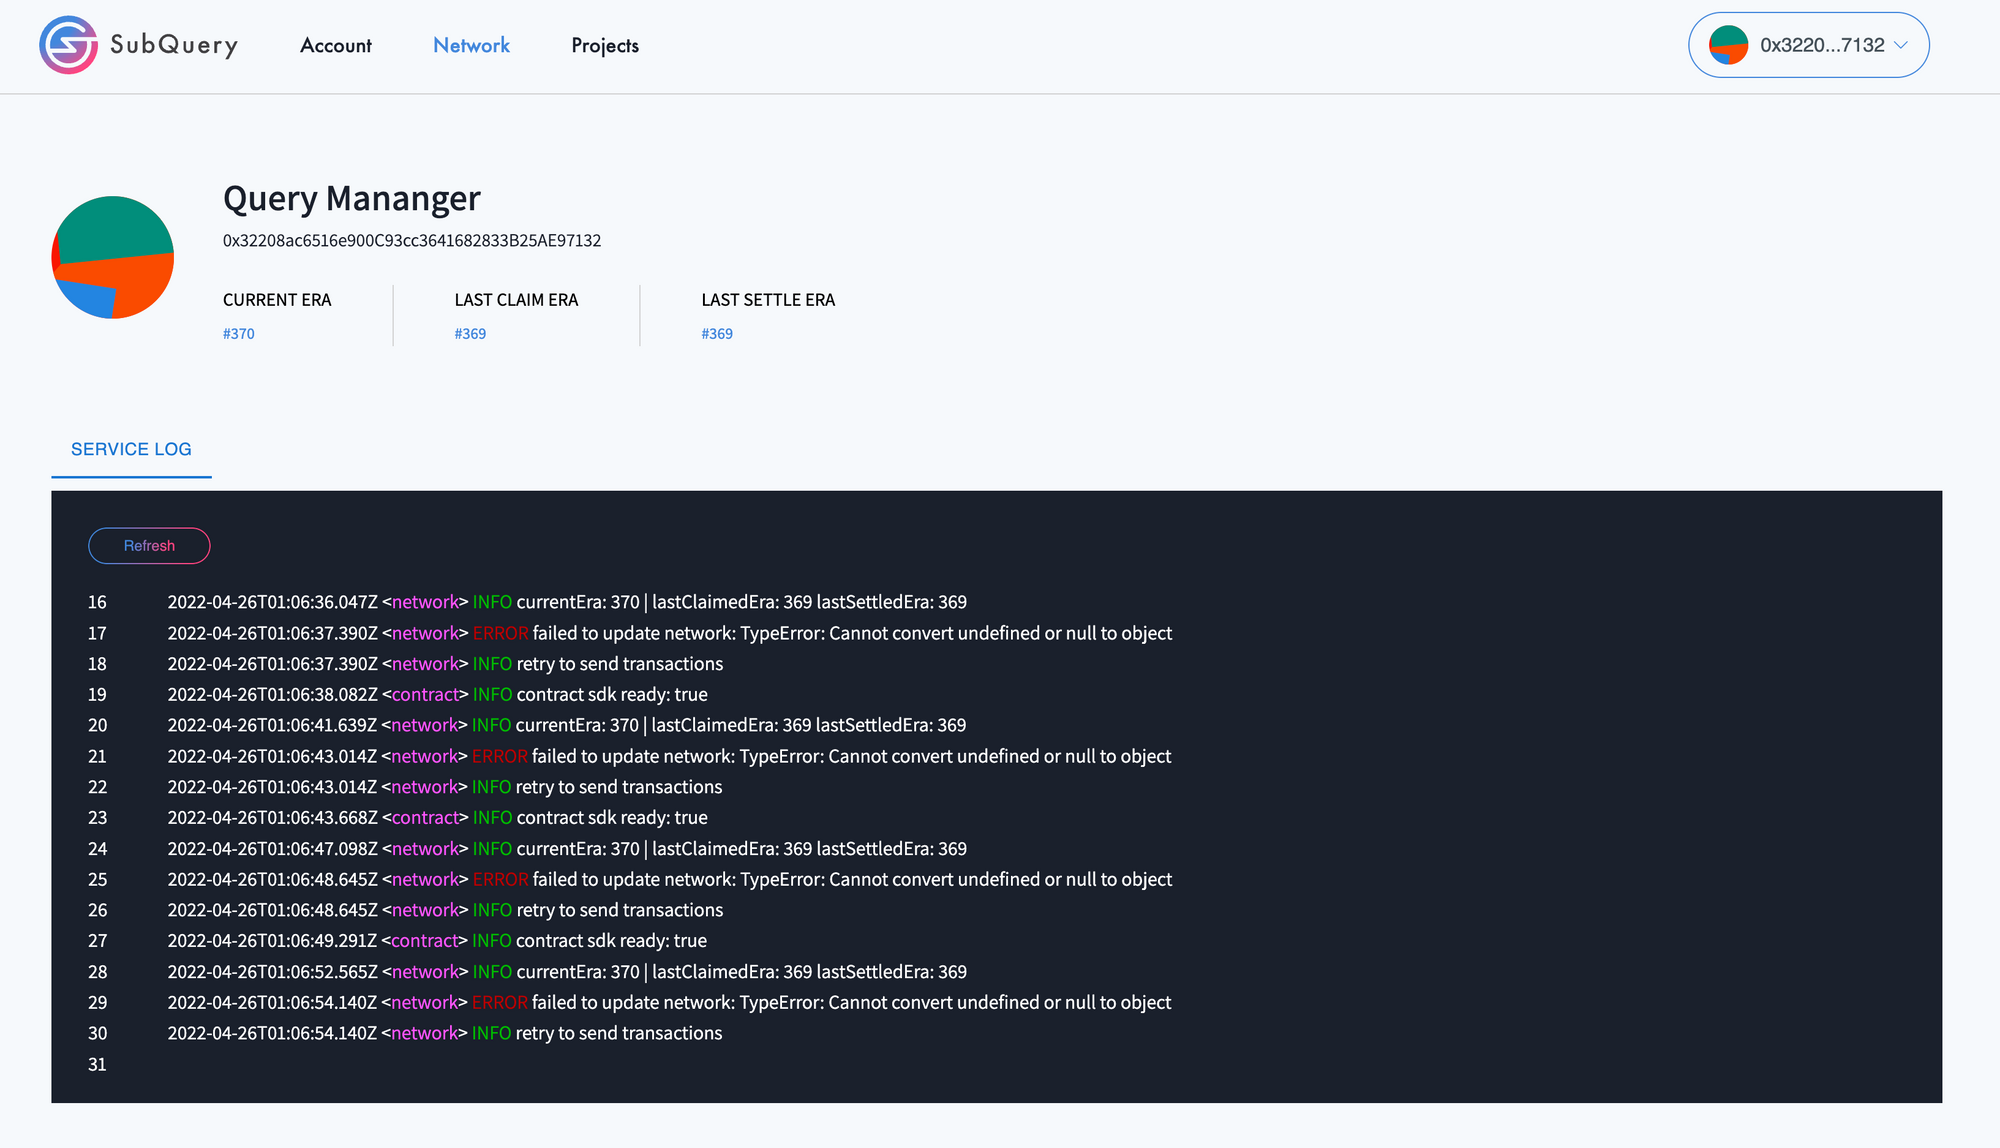 SubQuery Account Network Projects 0x3220...7132
Query Mananger
0x32208ac6516e900C93cc3641682833B25AE97132
CURRENT ERA LAST CLAIM ERA LAST SETTLE ERA
#370 #369 #369
SERVICE LOG
Refresh
16 2022-04-26T01:06:36.047Z <network> INFO currentEra: 370 | lastClaimedEra: 369 lastSettledEra: 369
17 2022-04-26T01:06:37.390Z <network> ERROR failed to update network: TypeError: Cannot convert undefined or null to object
18 2022-04-26T01:06:37.390Z <network> INFO retry to send transactions
19 2022-04-26T01:06:38.082Z <contract> INFO contract sdk ready: true
20 2022-04-26T01:06:41.639Z <network> INFO currentEra: 370 | lastClaimedEra: 369 lastSettledEra: 369
21 2022-04-26T01:06:43.014Z <network> ERROR failed to update network: TypeError: Cannot convert undefined or null to object
22 2022-04-26T01:06:43.014Z <network> INFO retry to send transactions
23 2022-04-26T01:06:43.668Z <contract> INFO contract sdk ready: true
24 2022-04-26T01:06:47.098Z <network> INFO currentEra: 370 | lastClaimedEra: 369 lastSettledEra: 369
25 2022-04-26T01:06:48.645Z <network> ERROR failed to update network: TypeError: Cannot convert undefined or null to object
26 2022-04-26T01:06:48.645Z <network> INFO retry to send transactions
27 2022-04-26T01:06:49.291Z <contract> INFO contract sdk ready: true
28 2022-04-26T01:06:52.565Z <network> INFO currentEra: 370 | lastClaimedEra: 369 lastSettledEra: 369
29 2022-04-26T01:06:54.140Z <network> ERROR failed to update network: TypeError: Cannot convert undefined or null to object
30 2022-04-26T01:06:54.140Z <network> INFO retry to send transactions
31